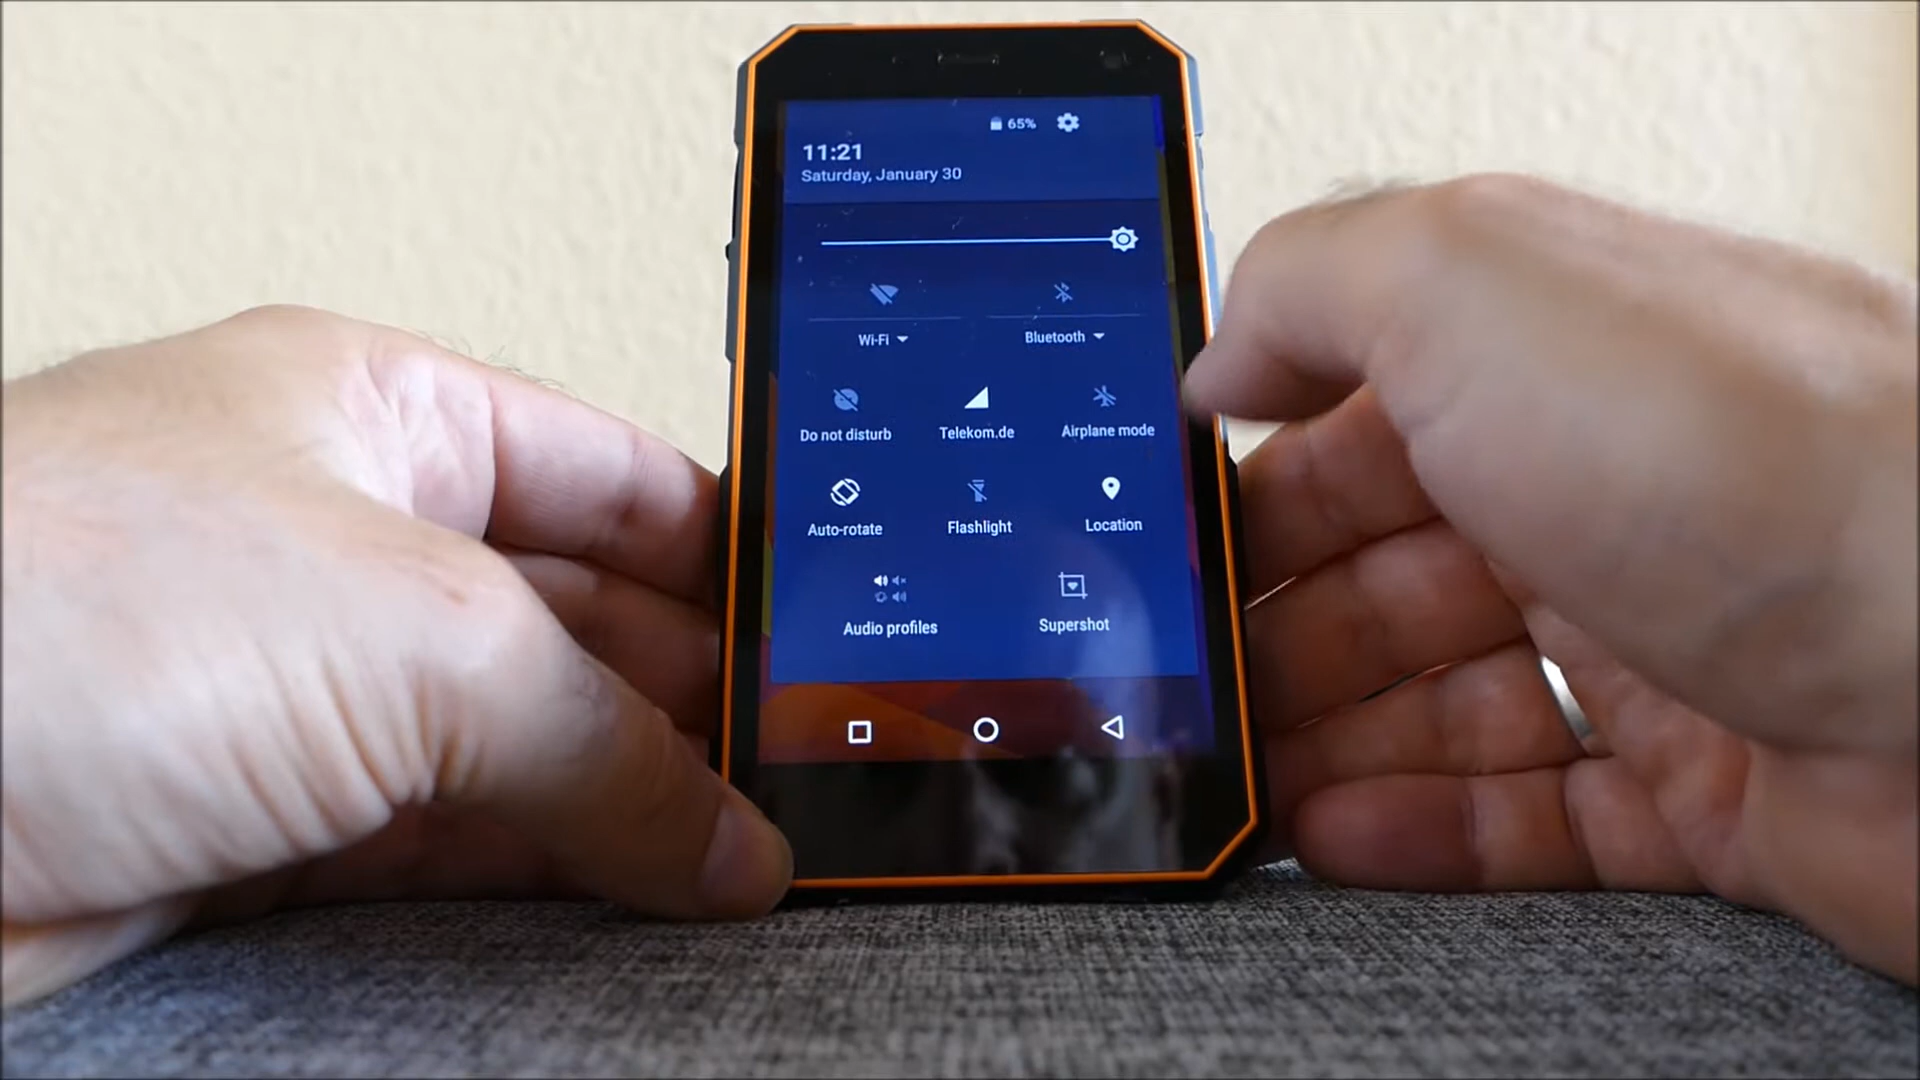 65%
11:21
Saturday, January 30
Wi-Fi
Bluetooth
Do not disturb
Telekom.de
Airplane mode
Auto-rotate
Flashlight
Location
Audio profiles
Supershot